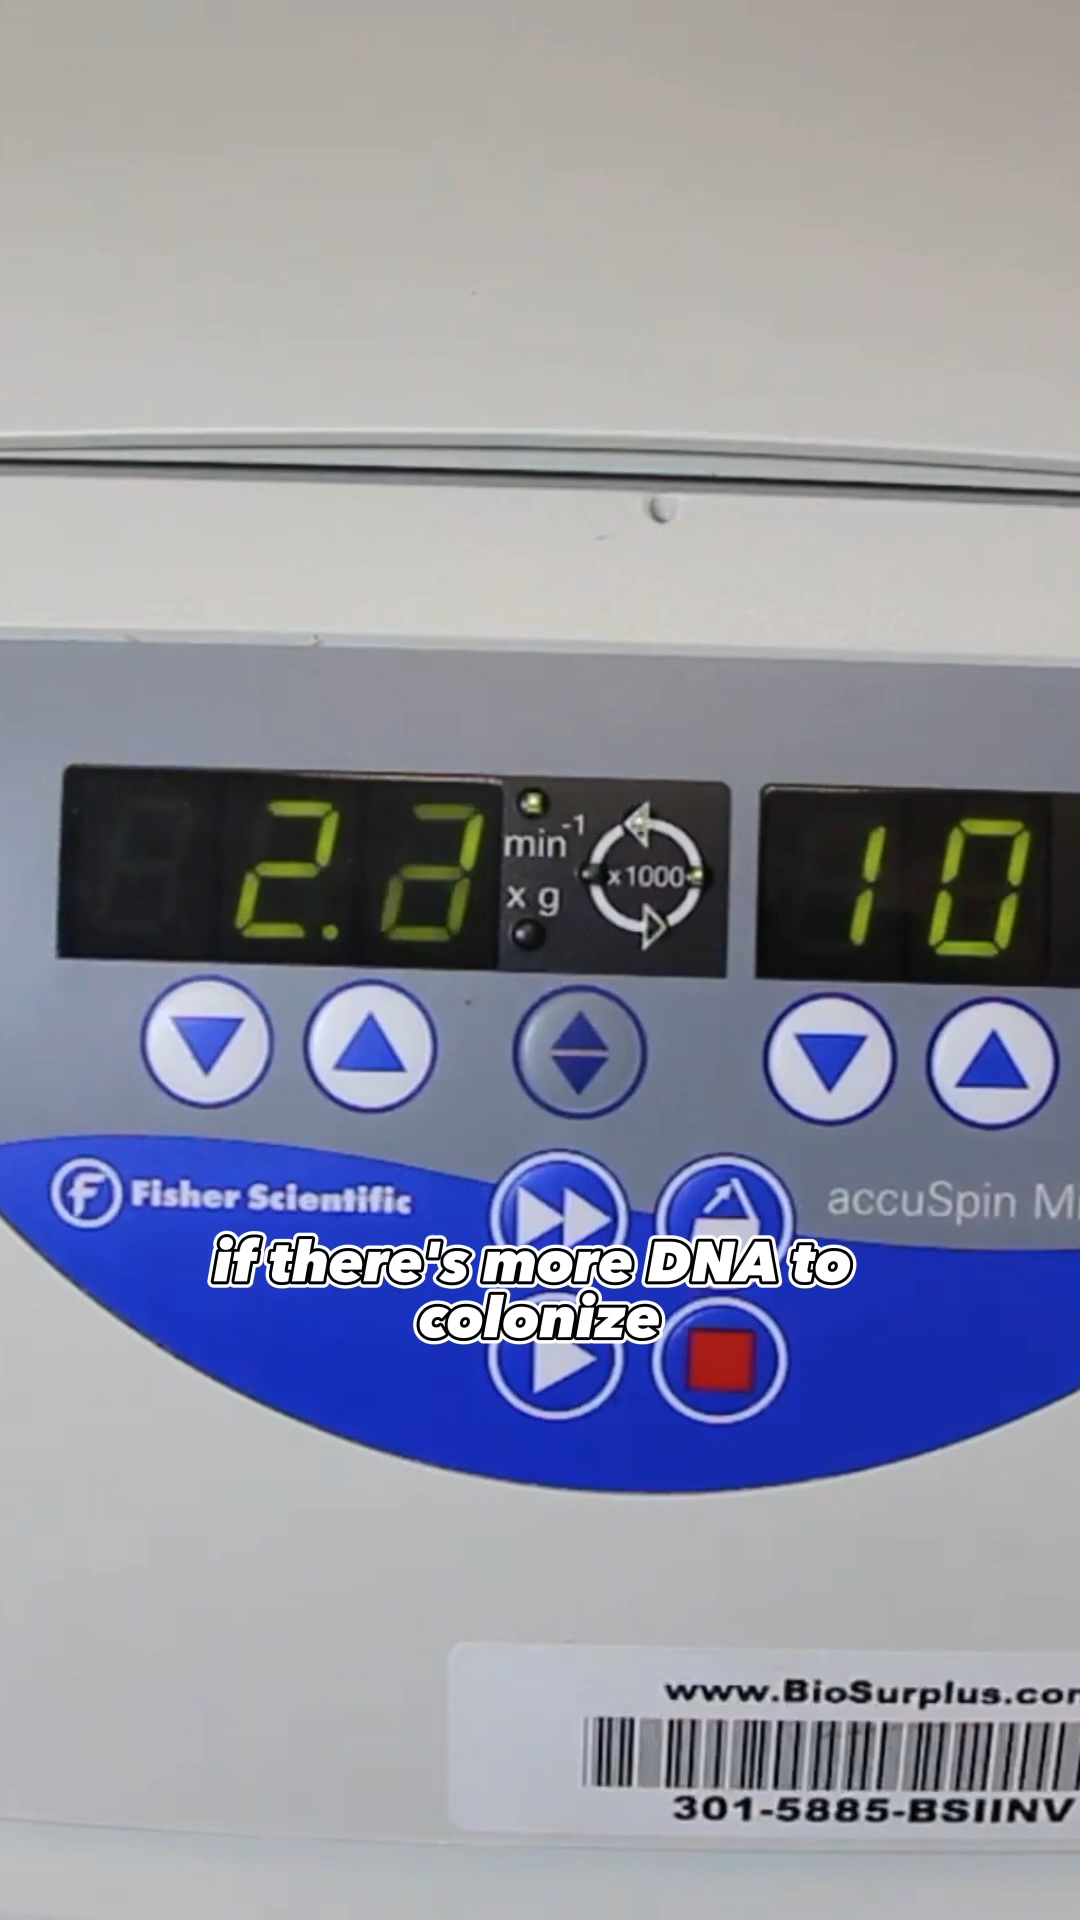 2.2
min⁻¹
x g
x1000
10
Fisher Scientific
accuSpin
if there's more DNA to
colonize
www.BioSurplus.com
301-5885-BSIINV